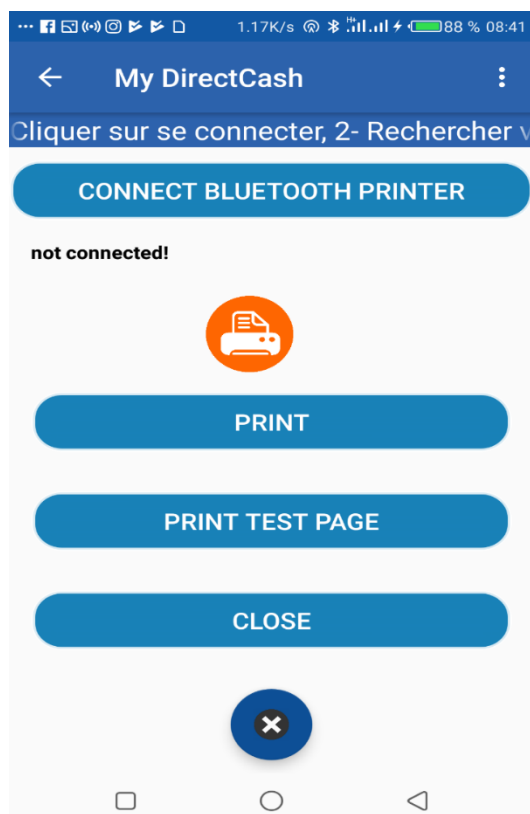 1.17K/s 88 % 08:41
My DirectCash
Cliquer sur se connecter, 2- Rechercher
CONNECT BLUETOOTH PRINTER
not connected!
PRINT
PRINT TEST PAGE
CLOSE